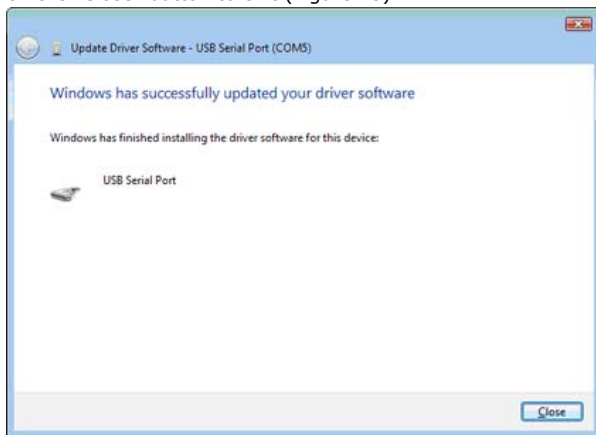 Update Driver Software - USB Serial Port (COM5)
Windows has successfully updated your driver software
Windows has finished installing the driver software for this device:
USB Serial Port
Close